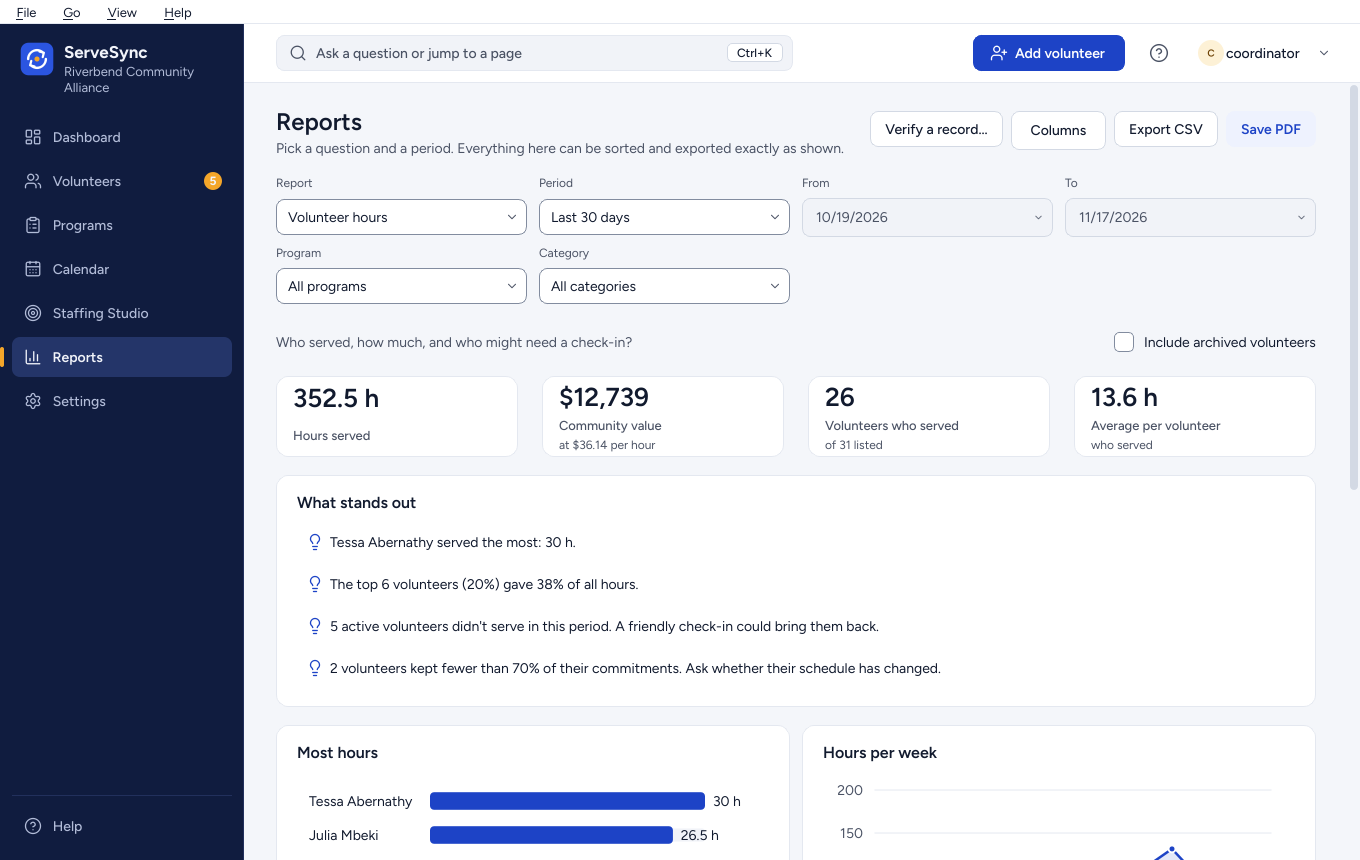 File Go View Help
ServeSync
Riverbend Community
Alliance
Ask a question or jump to a page
Ctrl+K
Add volunteer
C
coordinator
Dashboard
Volunteers
5
Programs
Calendar
Staffing Studio
Reports
Settings
Help
Reports
Pick a question and a period. Everything here can be sorted and exported exactly as shown.
Verify a record...
Columns
Export CSV
Save PDF
Report
Period
From
To
Volunteer hours
Last 30 days
10/19/2026
11/17/2026
Program
Category
All programs
All categories
Who served, how much, and who might need a check-in?
Include archived volunteers
352.5 h
Hours served
$12,739
Community value
at $36.14 per hour
26
Volunteers who served
of 31 listed
13.6 h
Average per volunteer
who served
What stands out
Tessa Abernathy served the most: 30 h.
The top 6 volunteers (20%) gave 38% of all hours.
5 active volunteers didn't serve in this period. A friendly check-in could bring them back.
2 volunteers kept fewer than 70% of their commitments. Ask whether their schedule has changed.
Most hours
Tessa Abernathy 30 h
Julia Mbeki 26.5 h
Hours per week
200
150